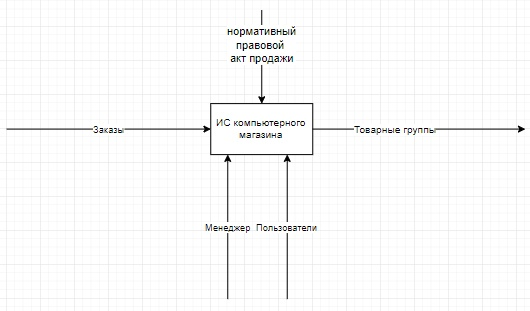 нормативный
правовой
акт продажи
ИС компьютерного
магазина
Заказы
Товарные группы
Менеджер Пользователи